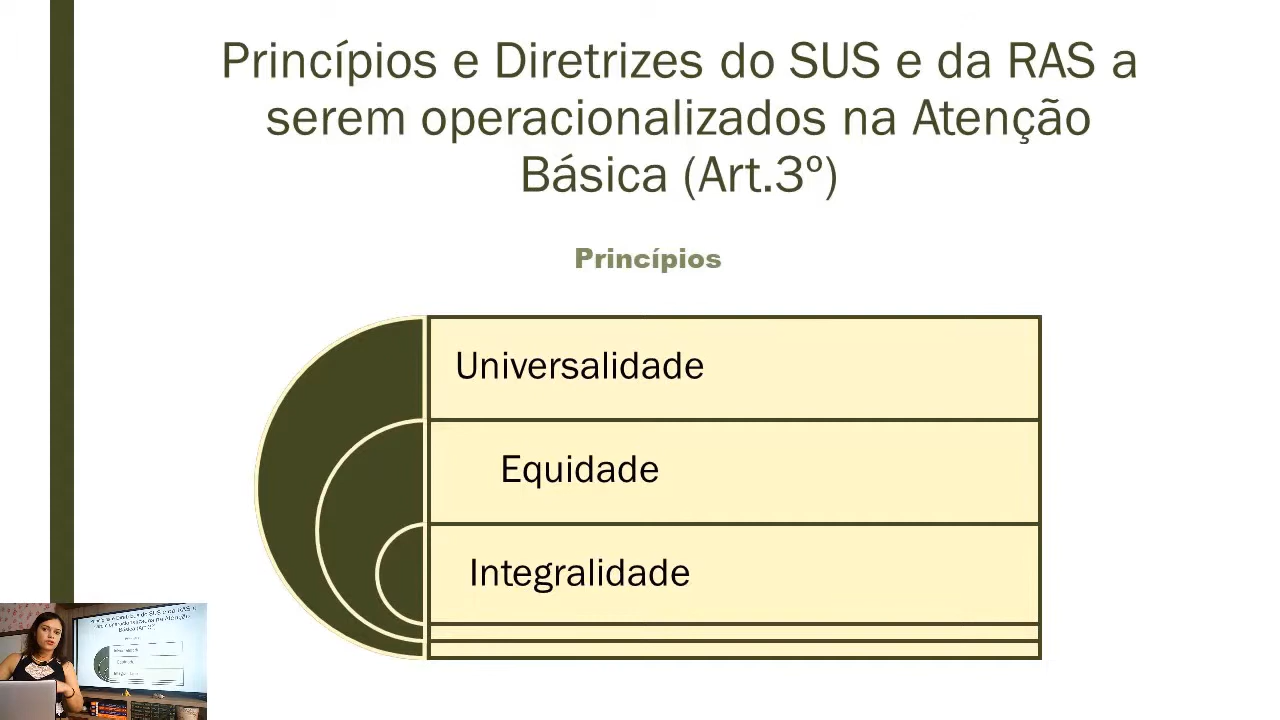 Princípios e Diretrizes do SUS e da RAS a
serem operacionalizados na Atenção
Básica (Art.3º)
Princípios
Universalidade
Equidade
Integralidade